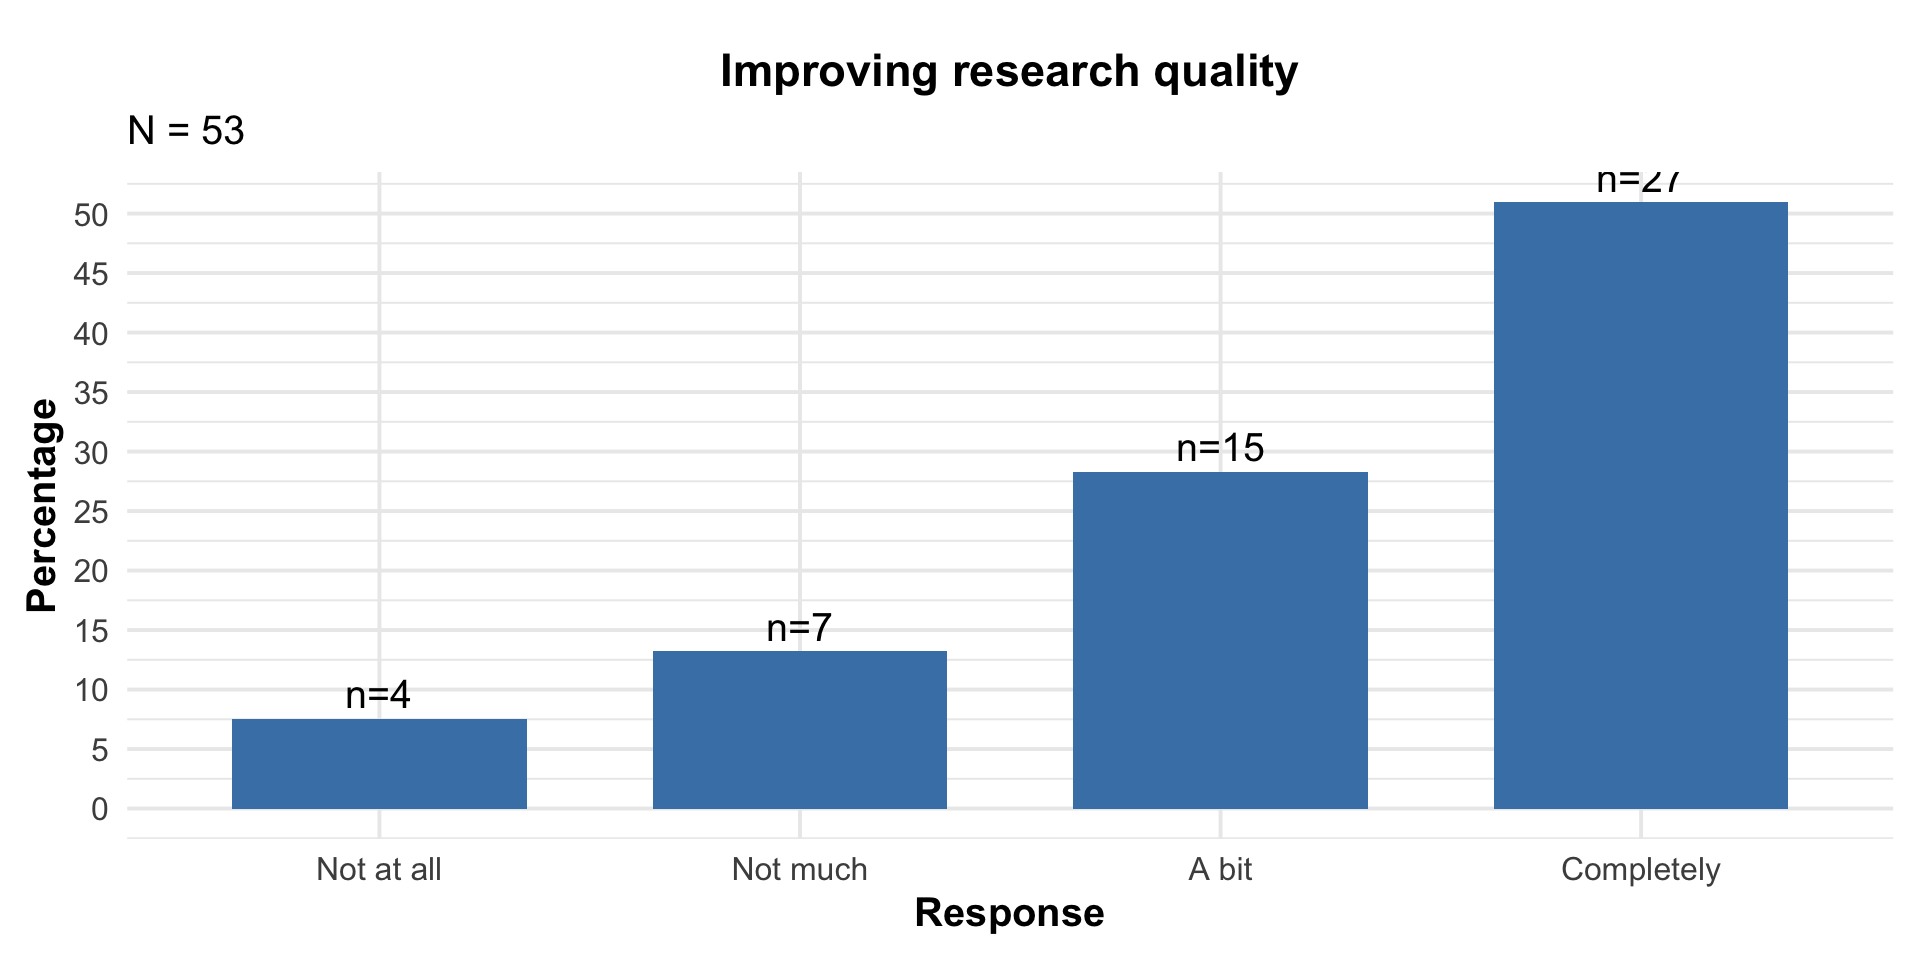 Improving research quality
N = 53
n=27
50
45
40
35
30
25
20
15
10
5
0
n=15
n=7
n=4
Percentage
Not at all
Not much
A bit
Completely
Response